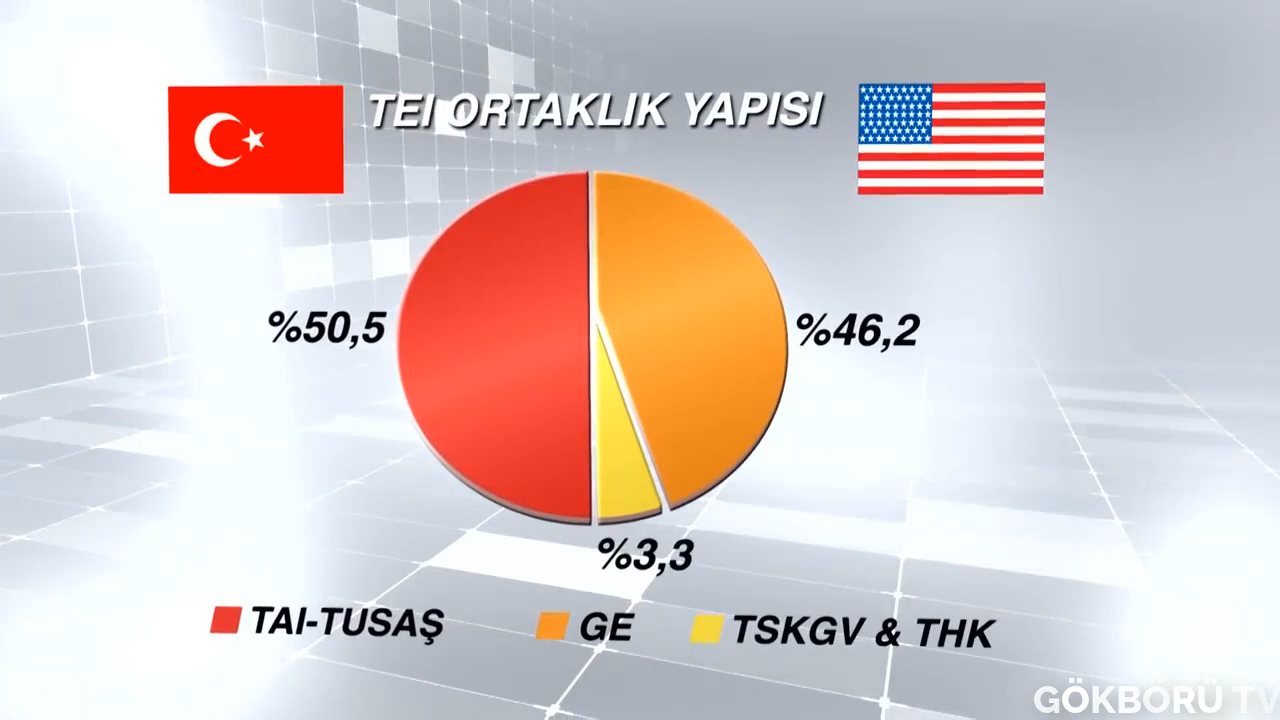 TEI ORTAKLIK YAPISI
%50,5
%46,2
%3,3
TAI-TUSAŞ
GE
TSKGV & THK
GÖKBÖRÜ TV